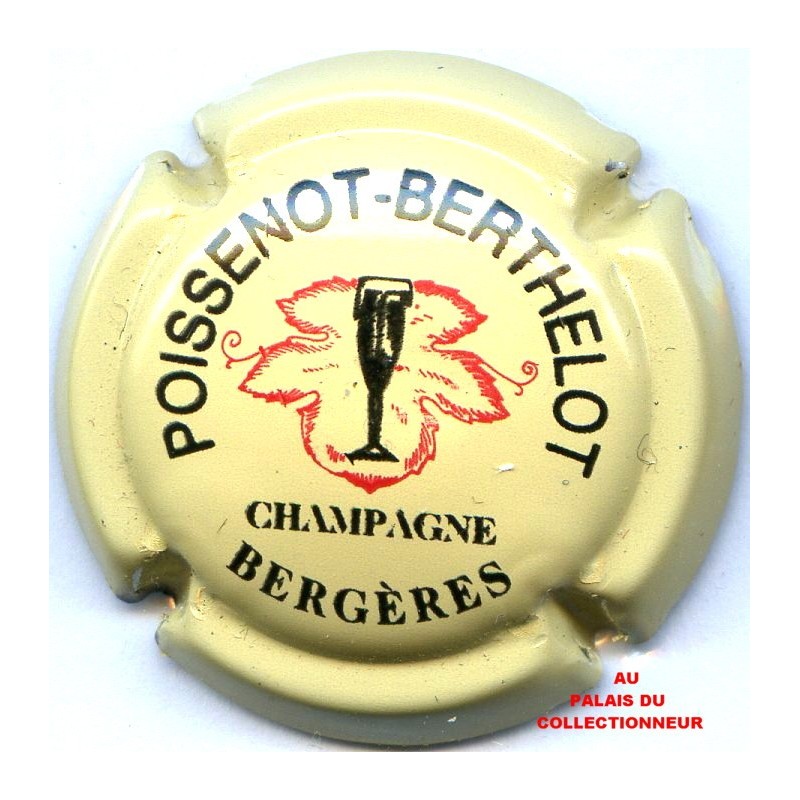 POISSENOT-BERTHELOT
CHAMPAGNE
BERGÈRES
AU
PALAIS DU
COLLECTIONNEUR